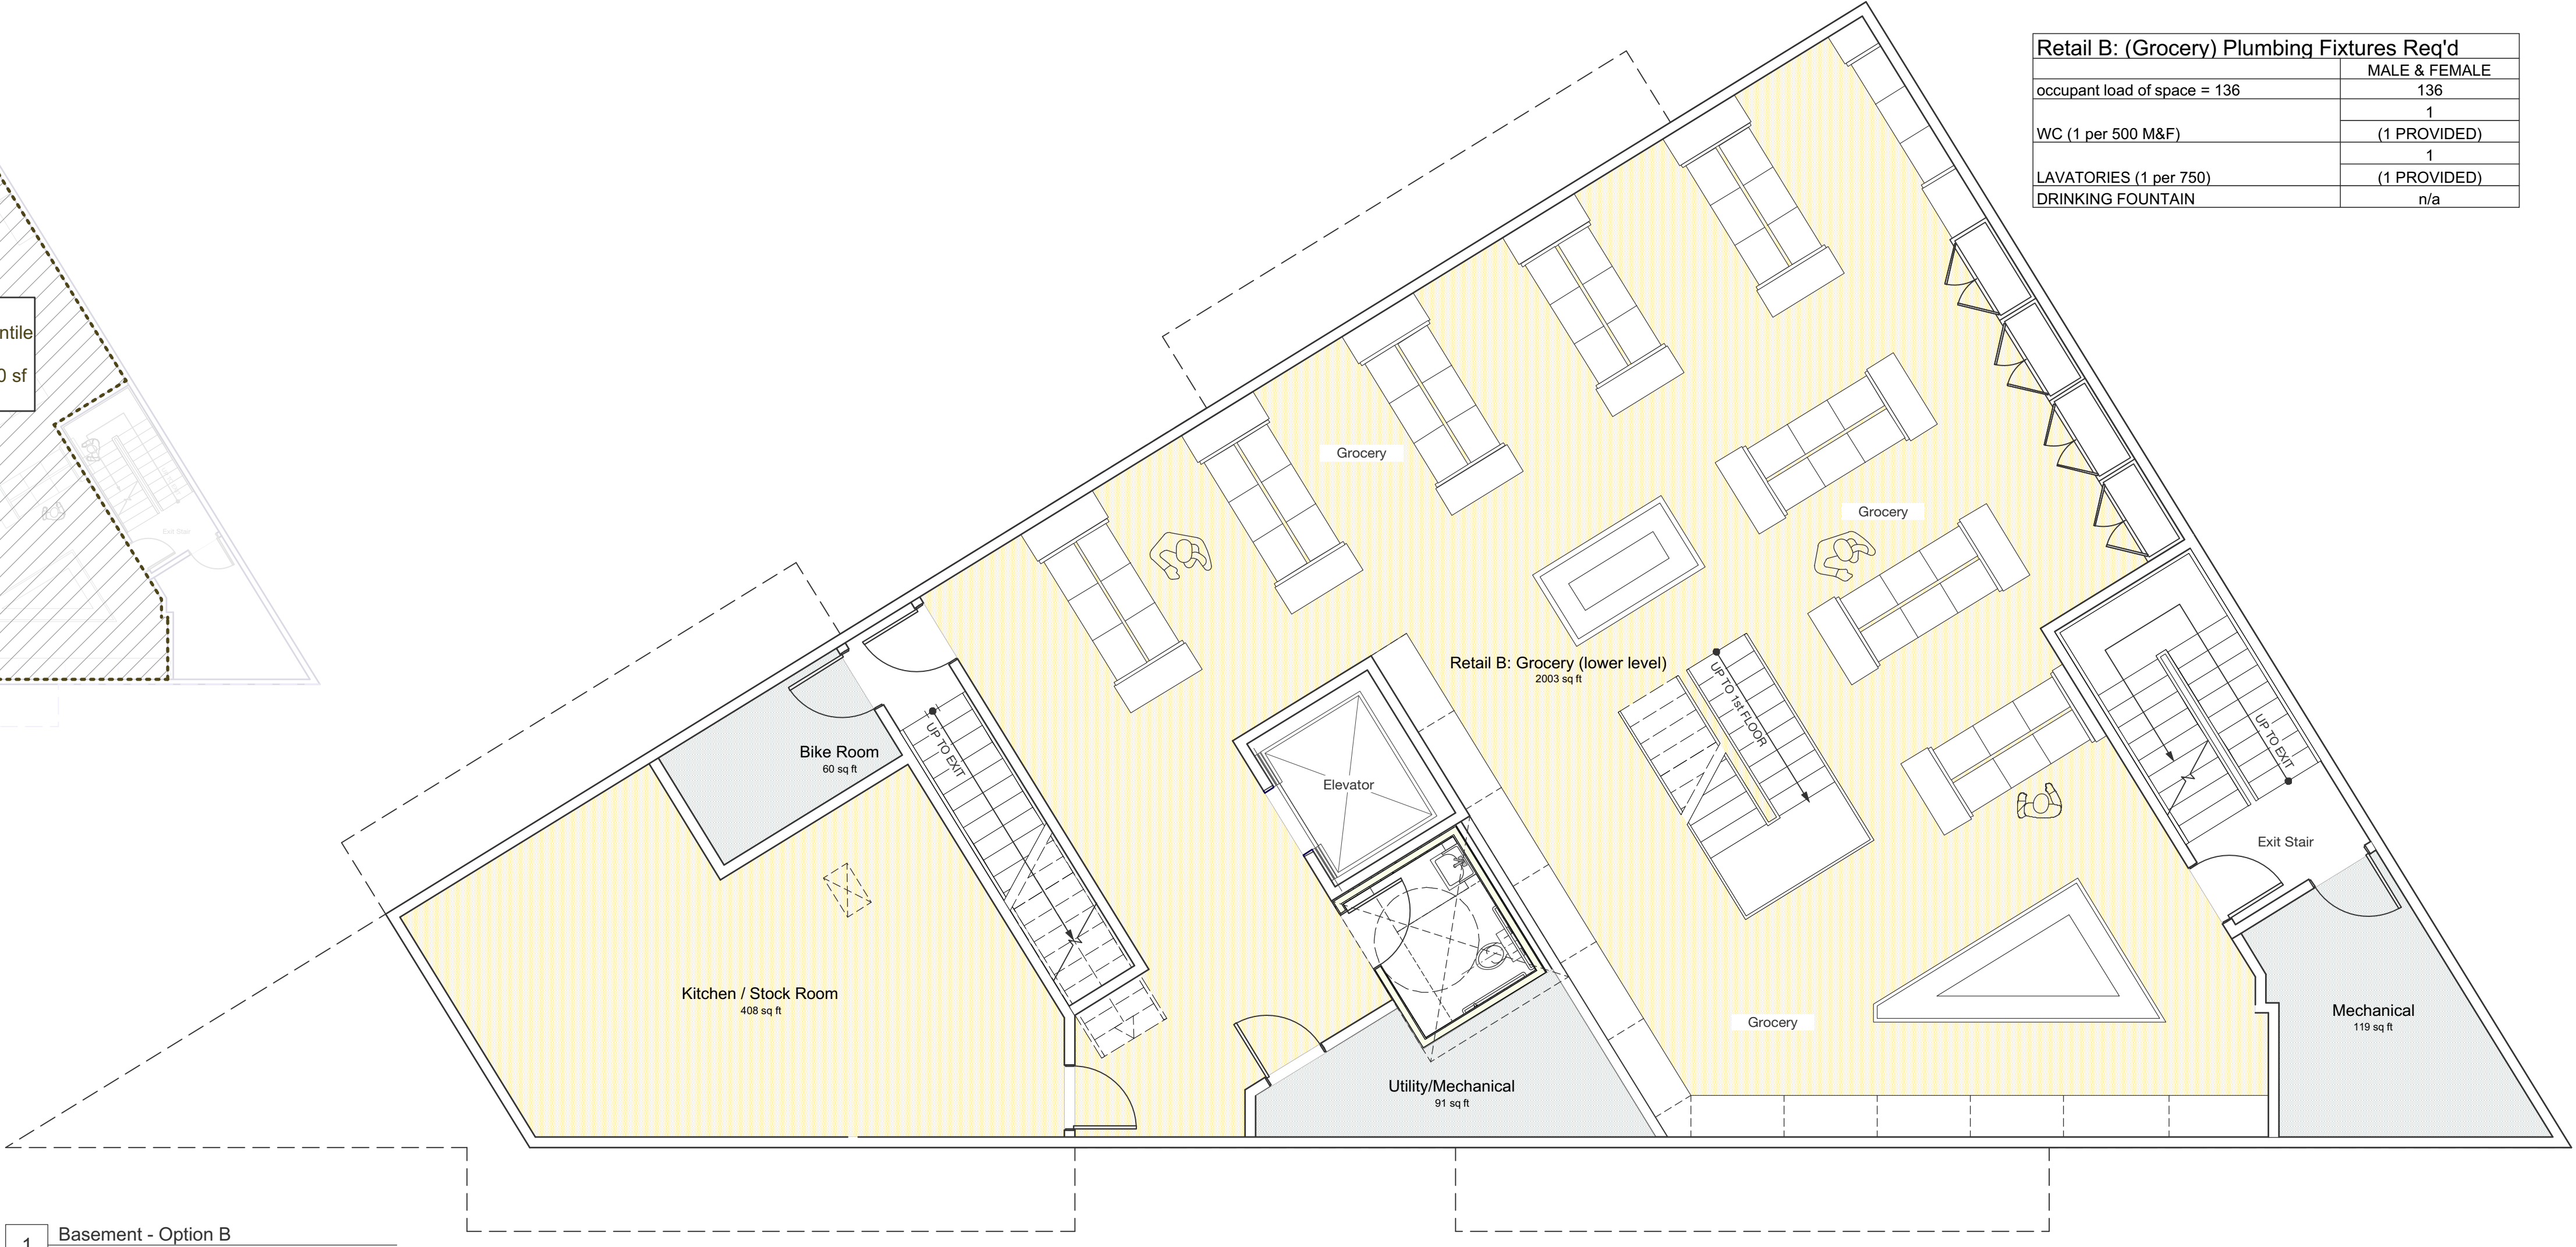 Retail B: (Grocery) Plumbing Fixtures Req'd
MALE & FEMALE
occupant load of space = 136
136
1
WC (1 per 500 M&F)
(1 PROVIDED)
1
LAVATORIES (1 per 750)
(1 PROVIDED)
DRINKING FOUNTAIN
n/a
ntile
0 sf
Exit Stair
Grocery
Grocery
Retail B: Grocery (lower level)
2003 sq ft
UP TO 1st FLOOR
UP TO EXIT
Bike Room
60 sq ft
UP TO EXIT
Elevator
Exit Stair
Kitchen / Stock Room
408 sq ft
Grocery
Mechanical
119 sq ft
Utility/Mechanical
91 sq ft
1
Basement - Option B